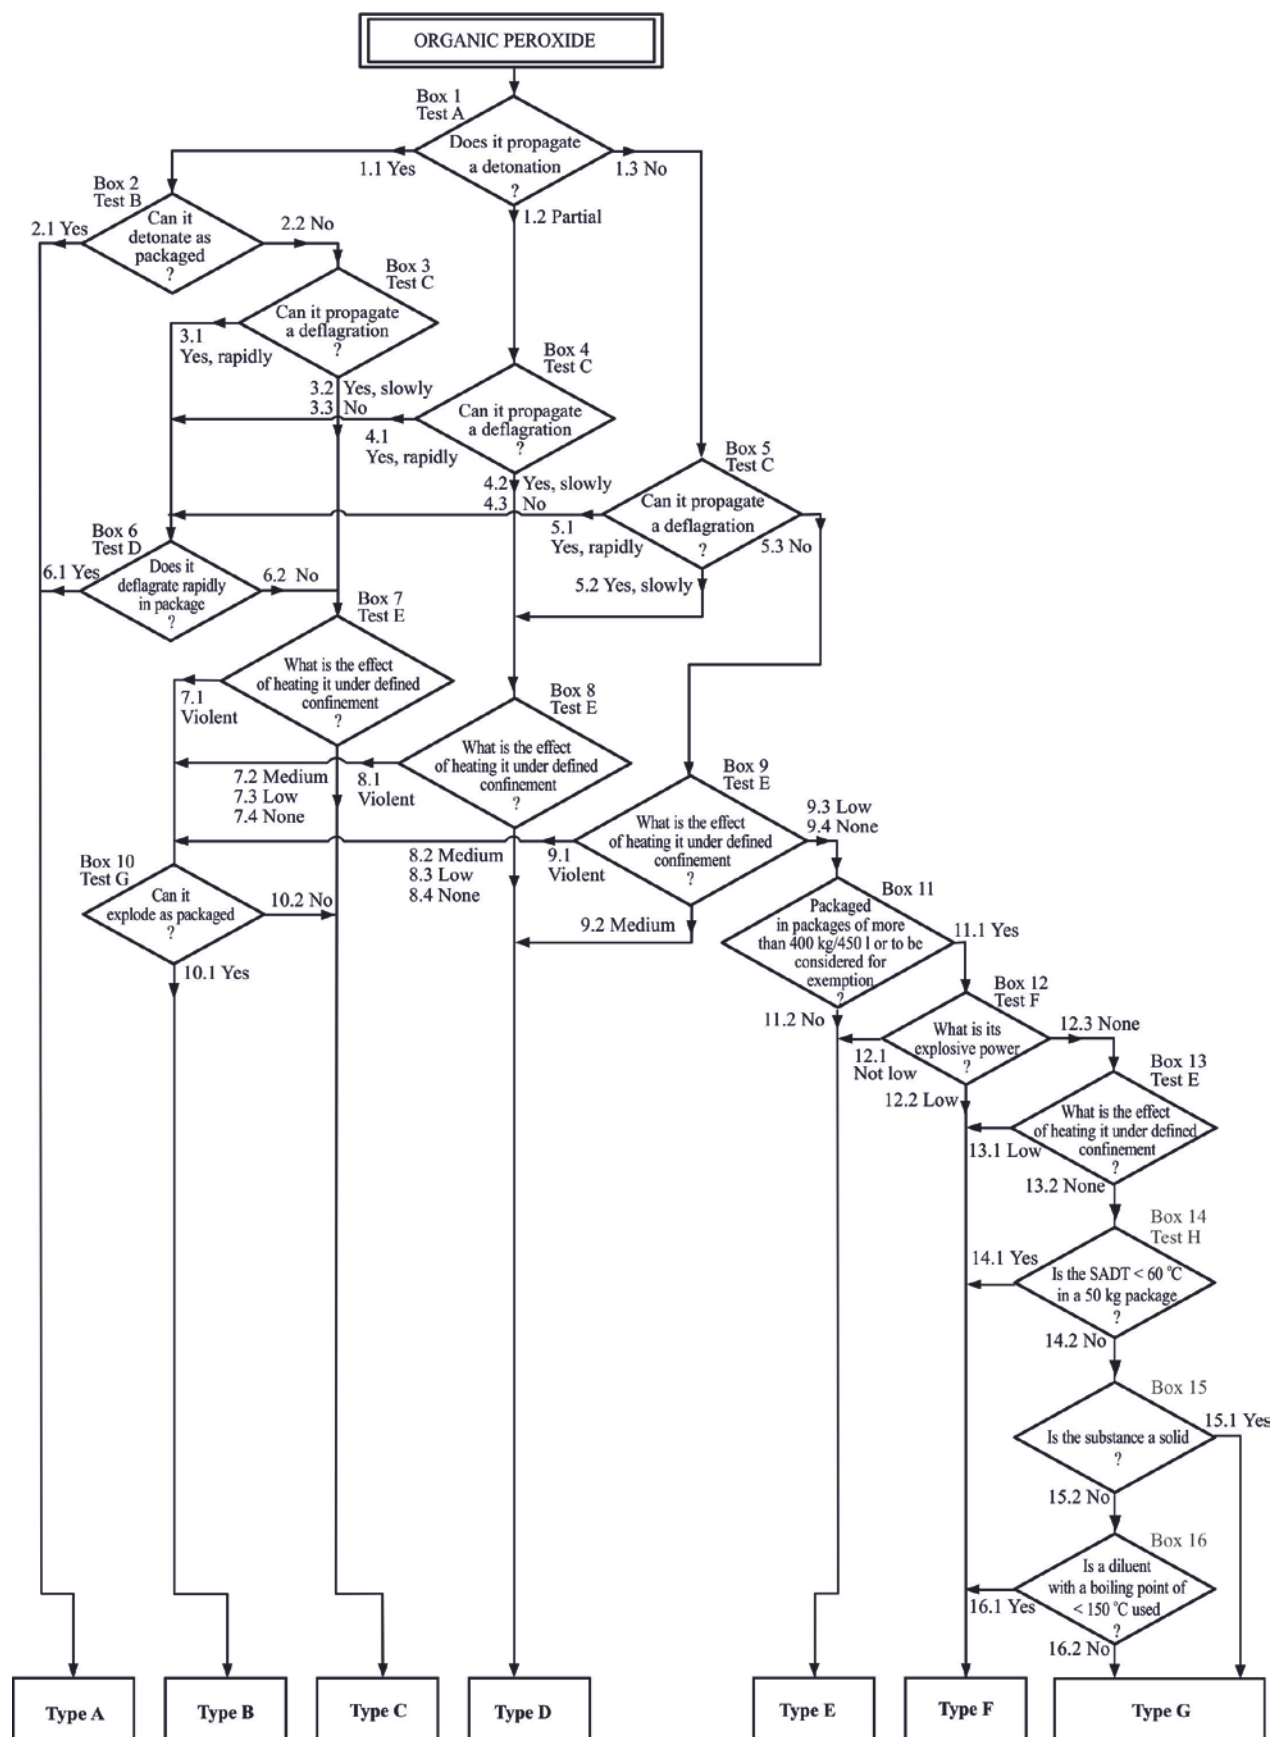 ORGANIC PEROXIDE
Box 1
Test A
Does it propagate
a detonation
?
1.1 Yes
1.3 No
1.2 Partial
Box 2
Test B
Can it
detonate as
packaged
?
2.1 Yes
2.2 No
Box 3
Test C
Can it propagate
a deflagration
?
3.1
Yes, rapidly
3.2 Yes, slowly
3.3 No
Box 4
Test C
Can it propagate
a deflagration
?
4.1
Yes, rapidly
4.2 Yes, slowly
4.3 No
Box 5
Test C
Can it propagate
a deflagration
?
5.1
Yes, rapidly
5.3 No
5.2 Yes, slowly
Box 6
Test D
Does it
deflagrate rapidly
in package
?
6.1 Yes
6.2 No
Box 7
Test E
What is the effect
of heating it under defined
confinement
?
7.1
Violent
7.2 Medium
7.3 Low
7.4 None
Box 8
Test E
What is the effect
of heating it under defined
confinement
?
8.1
Violent
8.2 Medium
8.3 Low
8.4 None
Box 9
Test E
What is the effect
of heating it under defined
confinement
?
9.1
Violent
9.3 Low
9.4 None
9.2 Medium
Box 10
Test G
Can it
explode as packaged
?
10.2 No
10.1 Yes
Box 11
Packaged
in packages of more
than 400 kg/450 l or to be
considered for
exemption
?
11.1 Yes
11.2 No
Box 12
Test F
What is its
explosive power
?
12.3 None
12.1
Not low
12.2 Low
Box 13
Test E
What is the effect
of heating it under defined
confinement
?
13.1 Low
13.2 None
Box 14
Test H
Is the SADT < 60 °C
in a 50 kg package
?
14.1 Yes
14.2 No
Box 15
Is the substance a solid
?
15.1 Yes
15.2 No
Box 16
Is a diluent
with a boiling point of
< 150 °C used
?
16.1 Yes
16.2 No
Type A
Type B
Type C
Type D
Type E
Type F
Type G